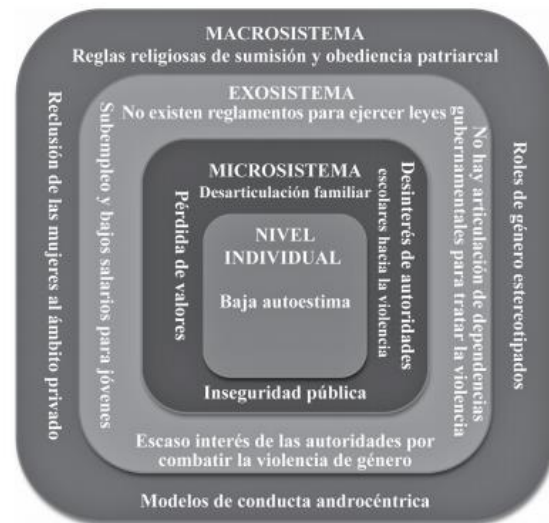 MACROSISTEMA
Reglas religiosas de sumisión y obediencia patriarcal
Reclusión de las mujeres al ámbito privado
Roles de género estereotipados
Modelos de conducta androcéntrica
EXOSISTEMA
No existen reglamentos para ejercer leyes
Subempleo y bajos salarios para jóvenes
No hay articulación de dependencias
gubernamentales para tratar la violencia
Escaso interés de las autoridades por
combatir la violencia de género
MICROSISTEMA
Desarticulación familiar
Pérdida de valores
Desinterés de autoridades
escolares hacia la violencia
Inseguridad pública
NIVEL
INDIVIDUAL
Baja autoestima